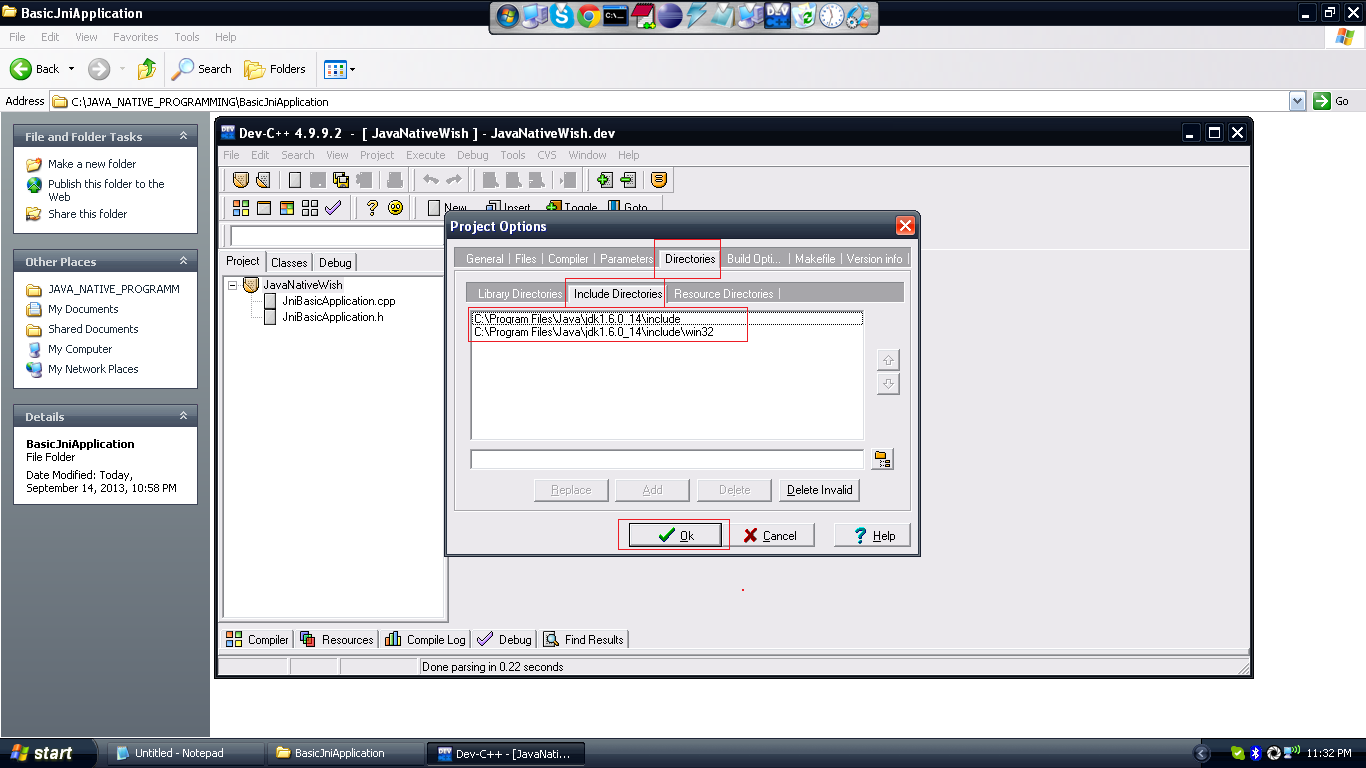 BasicJniApplication
File Edit View Favorites Tools Help
Back Search Folders
Address C:\JAVA_NATIVE_PROGRAMMING\BasicJniApplication Go
File and Folder Tasks
Make a new folder
Publish this folder to the
Web
Share this folder
Other Places
JAVA_NATIVE_PROGRAMM
My Documents
Shared Documents
My Computer
My Network Places
Details
BasicJniApplication
File Folder
Date Modified: Today,
September 14, 2013, 10:58 PM
Dev-C++ 4.9.9.2 - [ JavaNativeWish ] - JavaNativeWish.dev
File Edit Search View Project Execute Debug Tools CVS Window Help
New Insert Toggle Goto
Project Classes Debug
JavaNativeWish
JniBasicApplication.cpp
JniBasicApplication.h
Project Options
General Files Compiler Parameters Directories Build Opti... Makefile Version info
Library Directories Include Directories Resource Directories
C:\Program Files\Java\jdk1.6.0_14\include
C:\Program Files\Java\jdk1.6.0_14\include\win32
Replace Add Delete Delete Invalid
Ok Cancel Help
Compiler Resources Compile Log Debug Find Results
Done parsing in 0.22 seconds
start Untitled - Notepad BasicJniApplication Dev-C++ - [JavaNati... 11:32 PM